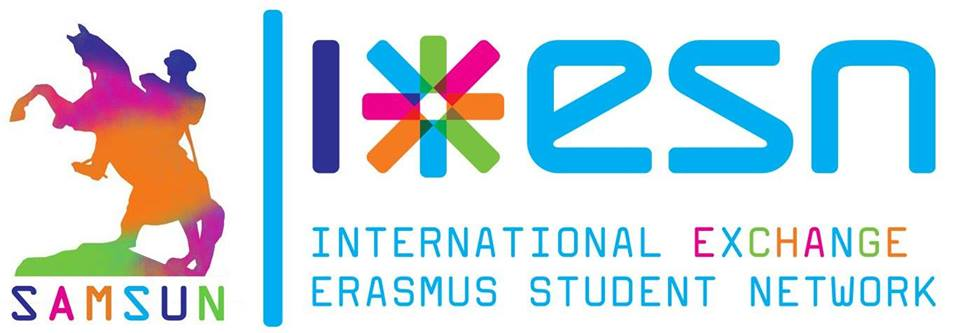 SAMSUN
I esn
INTERNATIONAL EXCHANGE
ERASMUS STUDENT NETWORK